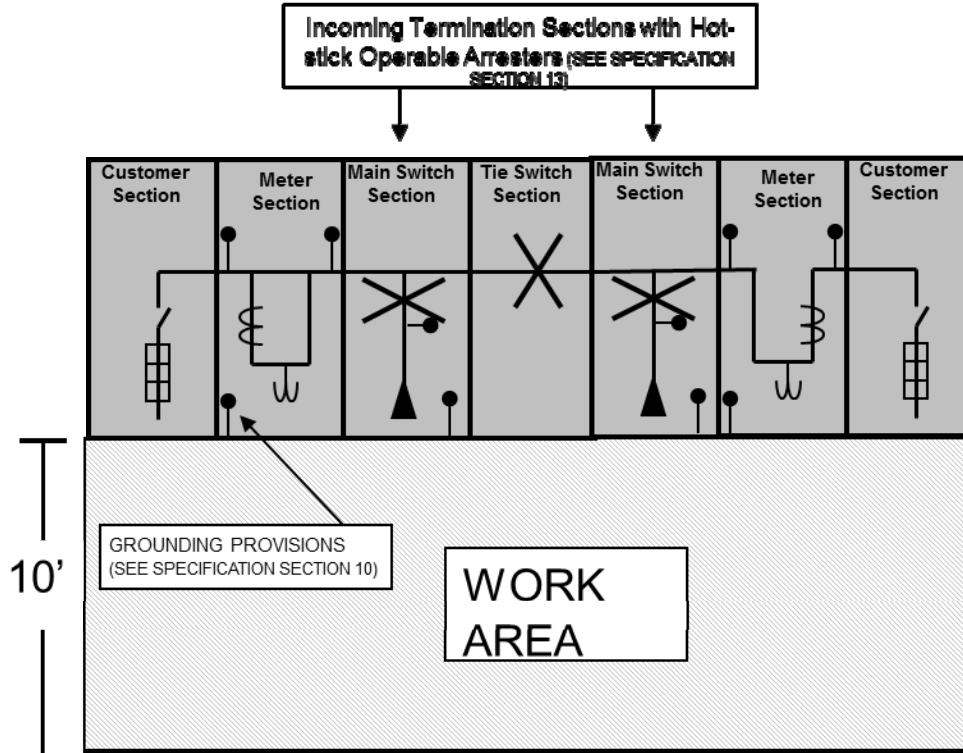 Incoming Termination Sections with Hot-
stick Operable Arresters (SEE SPECIFICATION
SECTION 13)
Customer
Section
Meter
Section
Main Switch
Section
Tie Switch
Section
Main Switch
Section
Meter
Section
Customer
Section
GROUNDING PROVISIONS
(SEE SPECIFICATION SECTION 10)
10’
WORK
AREA